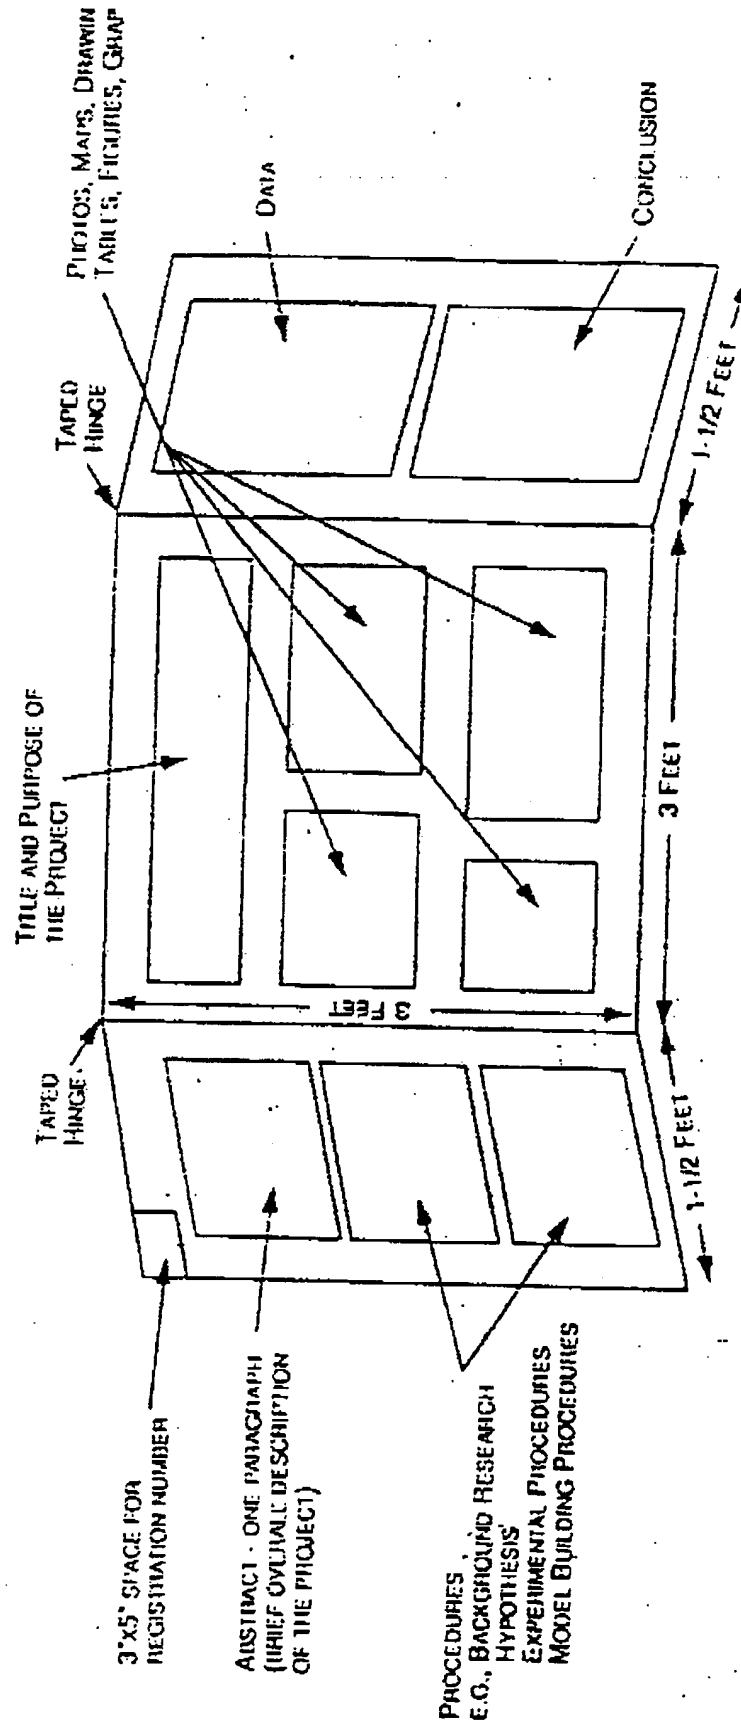 3"X5" SPACE FOR
REGISTRATION NUMBER
ABSTRACT - ONE PARAGRAPH
(BRIEF OVERALL DESCRIPTION
OF THE PROJECT)
PROCEDURES
E.G., BACKGROUND RESEARCH
HYPOTHESIS
EXPERIMENTAL PROCEDURES
MODEL BUILDING PROCEDURES
TAPED
HINGE
TITLE AND PURPOSE OF
THE PROJECT
TAPED
HINGE
PHOTOS, MAPS, DRAWIN
TABLES, FIGURES, GRAP
DATA
CONCLUSION
3 FEET
1-1/2 FEET
3 FEET
1-1/2 FEET